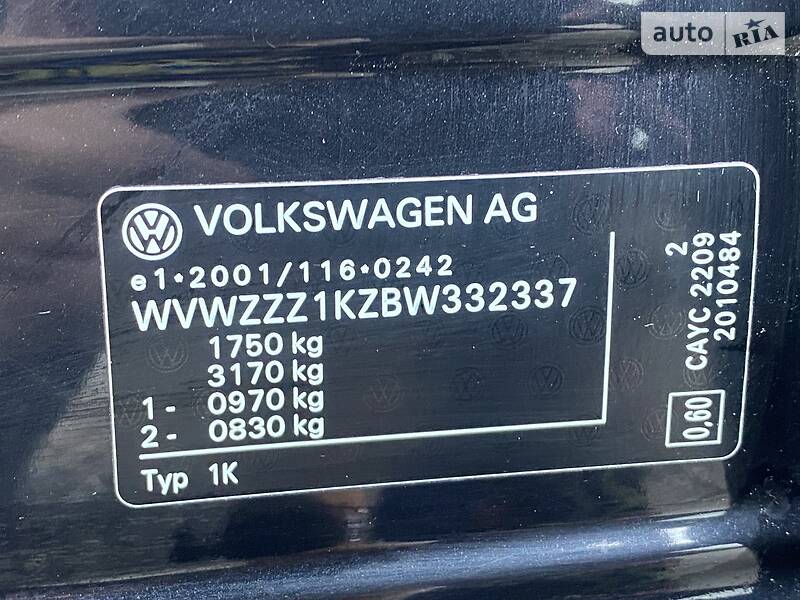 auto RIA
VOLKSWAGEN AG
e1*2001/116*0242
WVWZZZ1KZBW332337
1750 kg
3170 kg
1- 0970 kg
2- 0830 kg
Typ 1K
2
CAYC 2209
2010484
0,60